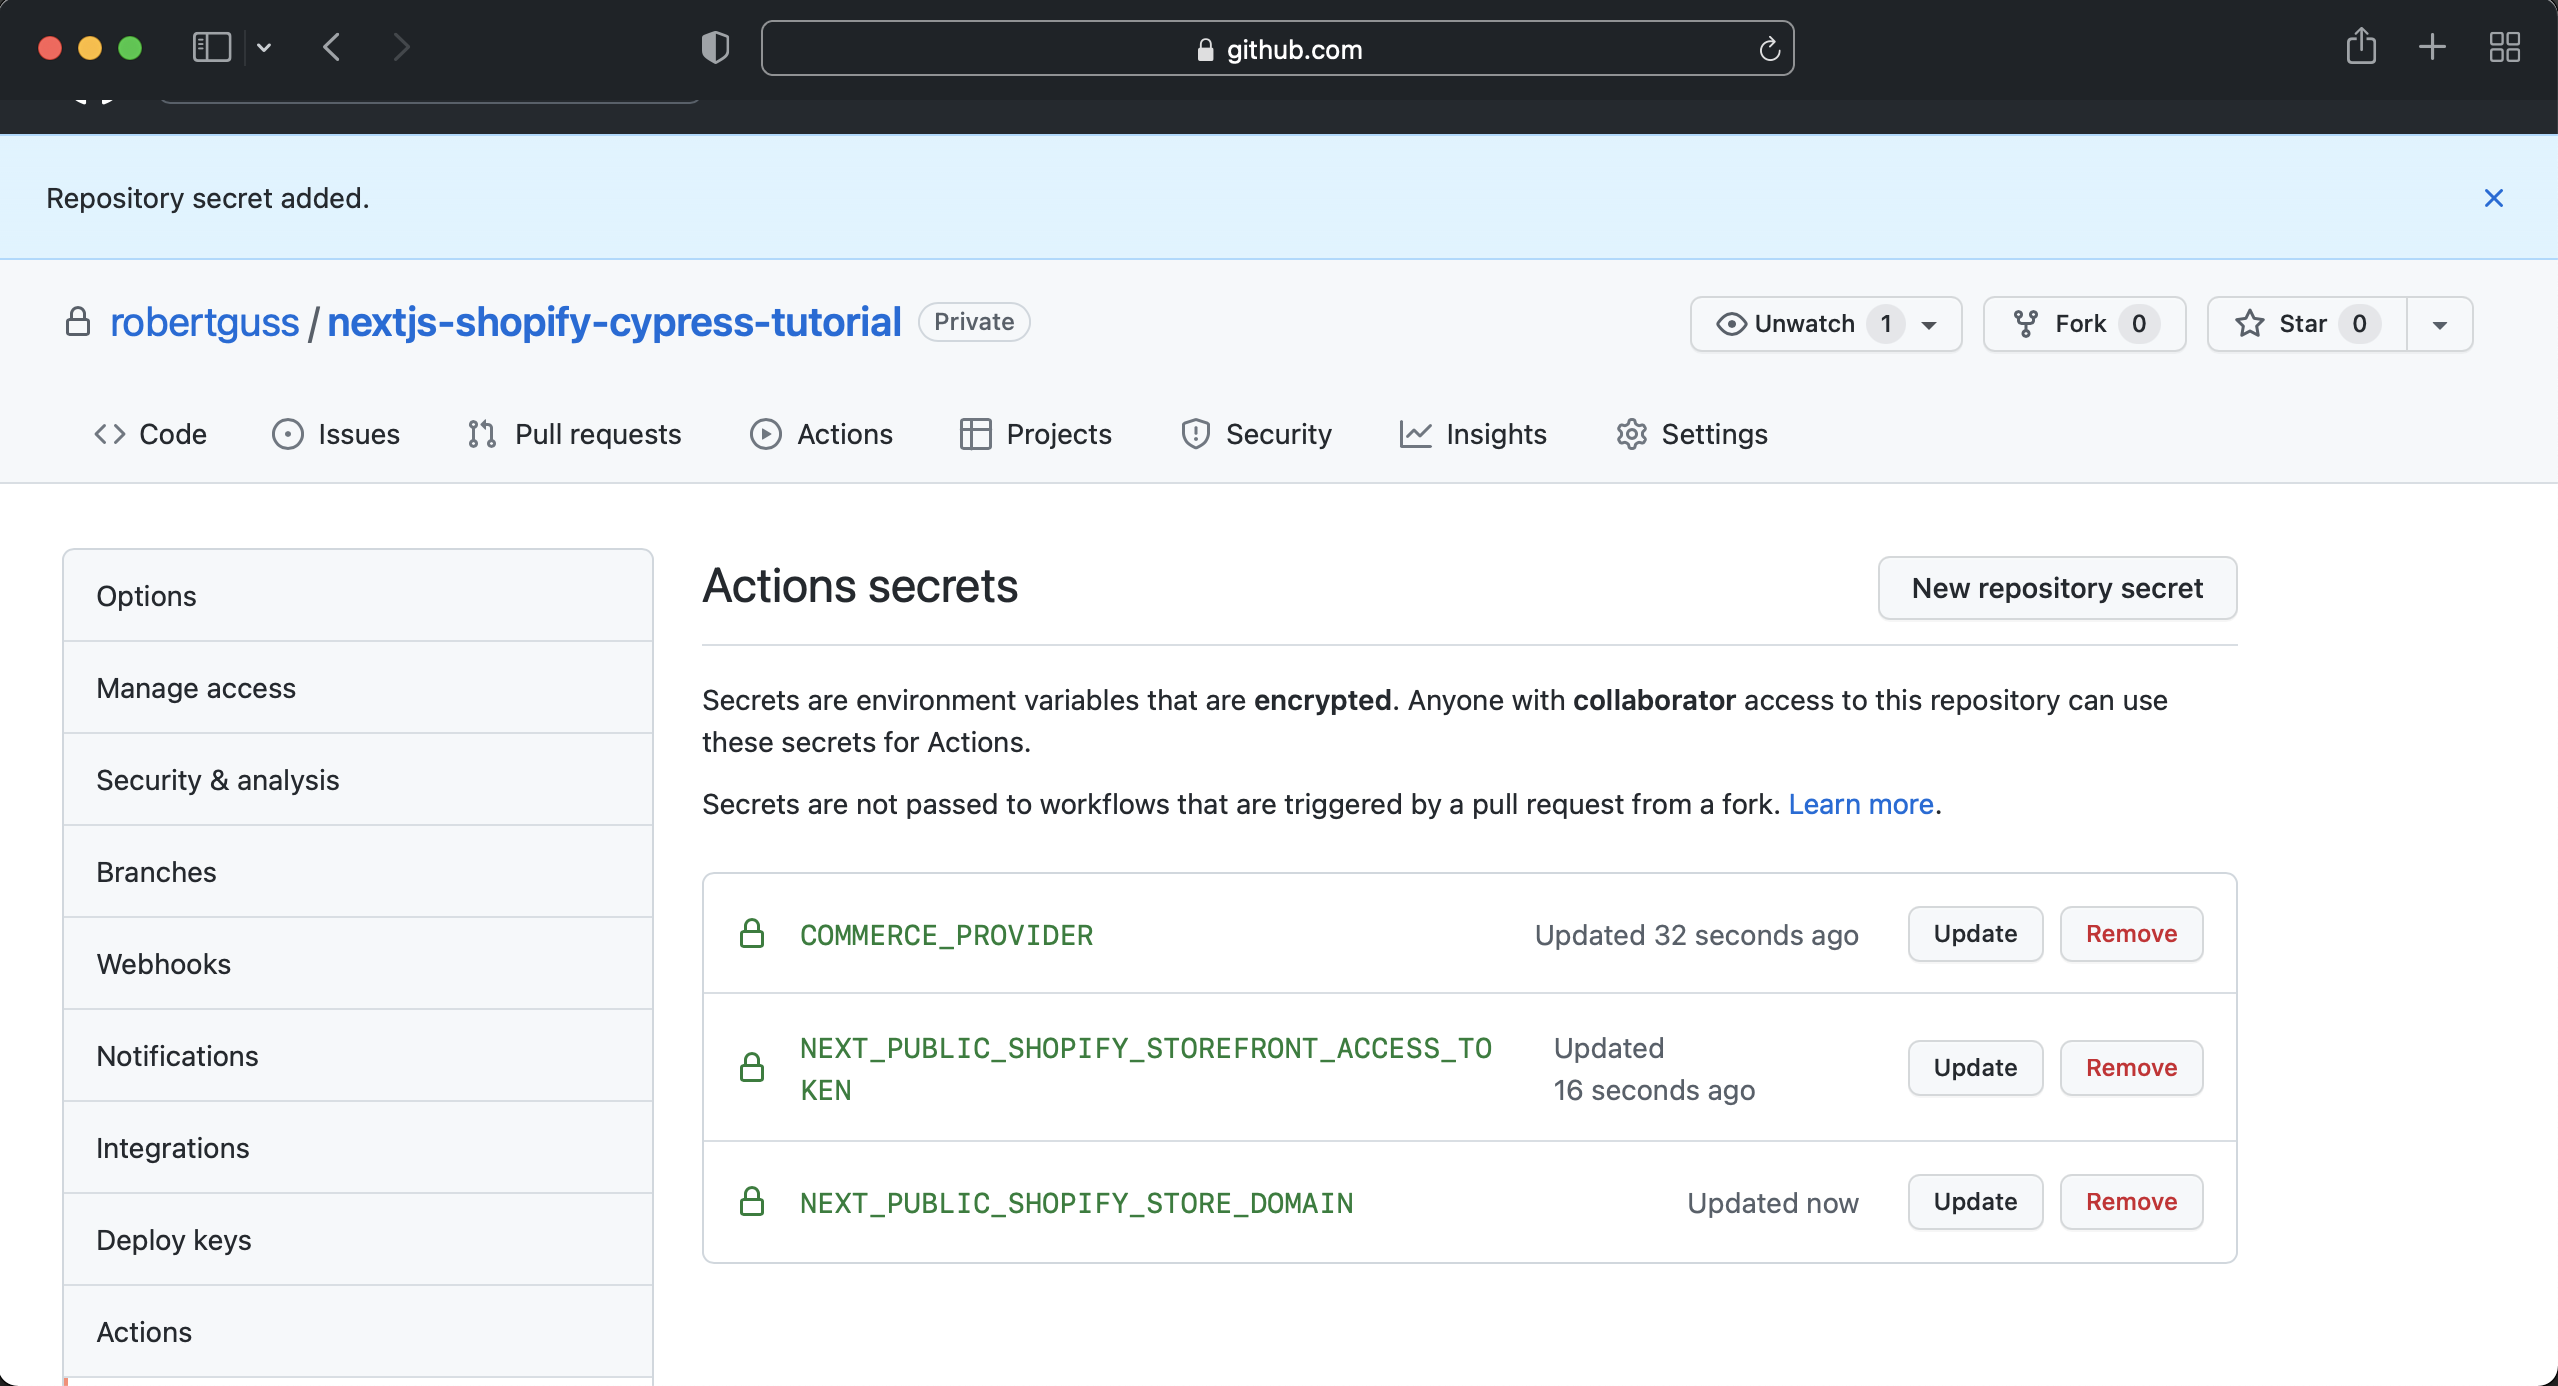 github.com
Repository secret added.
robertguss / nextjs-shopify-cypress-tutorial Private
Unwatch 1 Fork 0 Star 0
Code Issues Pull requests Actions Projects Security Insights Settings
Options
Manage access
Security & analysis
Branches
Webhooks
Notifications
Integrations
Deploy keys
Actions
Actions secrets
New repository secret
Secrets are environment variables that are encrypted. Anyone with collaborator access to this repository can use
these secrets for Actions.
Secrets are not passed to workflows that are triggered by a pull request from a fork. Learn more.
COMMERCE_PROVIDER Updated 32 seconds ago Update Remove
NEXT_PUBLIC_SHOPIFY_STOREFRONT_ACCESS_TO
KEN
Updated
16 seconds ago
Update Remove
NEXT_PUBLIC_SHOPIFY_STORE_DOMAIN Updated now Update Remove